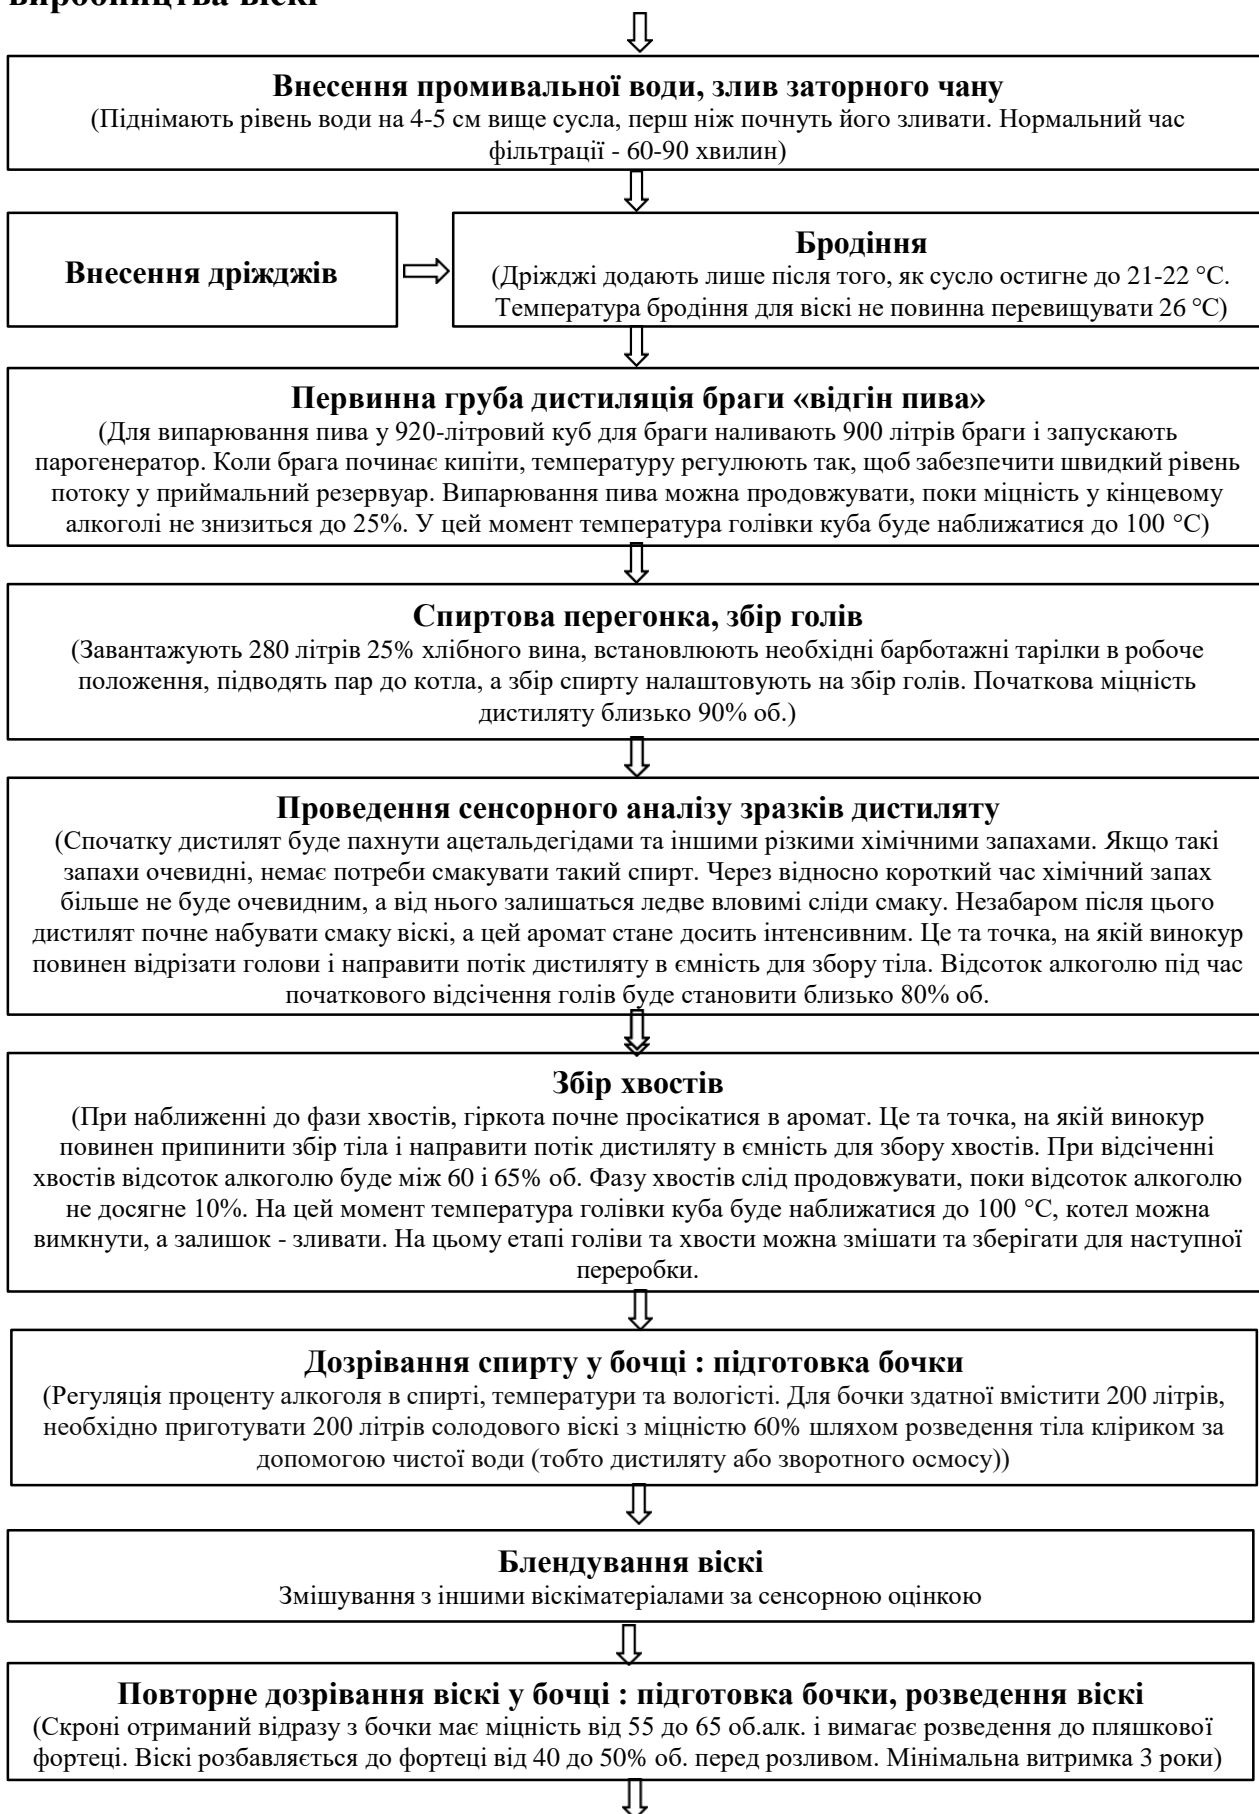 виробництва віскі
Внесення промивальної води, злив заторного чану
(Піднімають рівень води на 4-5 см вище сусла, перш ніж почнуть його зливати. Нормальний час
фільтрації - 60-90 хвилин)
Внесення дріжджів
Бродіння
(Дріжджі додають лише після того, як сусло остигне до 21-22 °С.
Температура бродіння для віскі не повинна перевищувати 26 °С)
Первинна груба дистиляція браги «відгін пива»
(Для випарювання пива у 920-літровий куб для браги наливають 900 літрів браги і запускають
парогенератор. Коли брага починає кипіти, температуру регулюють так, щоб забезпечити швидкий рівень
потоку у приймальний резервуар. Випарювання пива можна продовжувати, поки міцність у кінцевому
алкоголі не знизиться до 25%. У цей момент температура голівки куба буде наближатися до 100 °С)
Спиртова перегонка, збір голів
(Завантажують 280 літрів 25% хлібного вина, встановлюють необхідні барботажні тарілки в робоче
положення, підводять пар до котла, а збір спирту налаштовують на збір голів. Початкова міцність
дистиляту близько 90% об.)
Проведення сенсорного аналізу зразків дистиляту
(Спочатку дистилят буде пахнути ацетальдегідами та іншими різкими хімічними запахами. Якщо такі
запахи очевидні, немає потреби смакувати такий спирт. Через відносно короткий час хімічний запах
більше не буде очевидним, а від нього залишаться ледве вловимі сліди смаку. Незабаром після цього
дистилят почне набувати смаку віскі, а цей аромат стане досить інтенсивним. Це та точка, на якій винокур
повинен відрізати голови і направити потік дистиляту в ємність для збору тіла. Відсоток алкоголю під час
початкового відсічення голів буде становити близько 80% об.
Збір хвостів
(При наближенні до фази хвостів, гіркота почне просікатися в аромат. Це та точка, на якій винокур
повинен припинити збір тіла і направити потік дистиляту в ємність для збору хвостів. При відсіченні
хвостів відсоток алкоголю буде між 60 і 65% об. Фазу хвостів слід продовжувати, поки відсоток алкоголю
не досягне 10%. На цей момент температура голівки куба буде наближатися до 100 °С, котел можна
вимкнути, а залишок - зливати. На цьому етапі голіви та хвости можна змішати та зберігати для наступної
переробки.
Дозрівання спирту у бочці : підготовка бочки
(Регуляція проценту алкоголя в спирті, температури та вологісті. Для бочки здатної вмістити 200 літрів,
необхідно приготувати 200 літрів солодового віскі з міцністю 60% шляхом розведення тіла кліриком за
допомогою чистої води (тобто дистиляту або зворотного осмосу))
Блендування віскі
Змішування з іншими віскіматеріалами за сенсорною оцінкою
Повторне дозрівання віскі у бочці : підготовка бочки, розведення віскі
(Скроні отриманий відразу з бочки має міцність від 55 до 65 об.алк. і вимагає розведення до пляшкової
фортеці. Віскі розбавляється до фортеці від 40 до 50% об. перед розливом. Мінімальна витримка 3 роки)